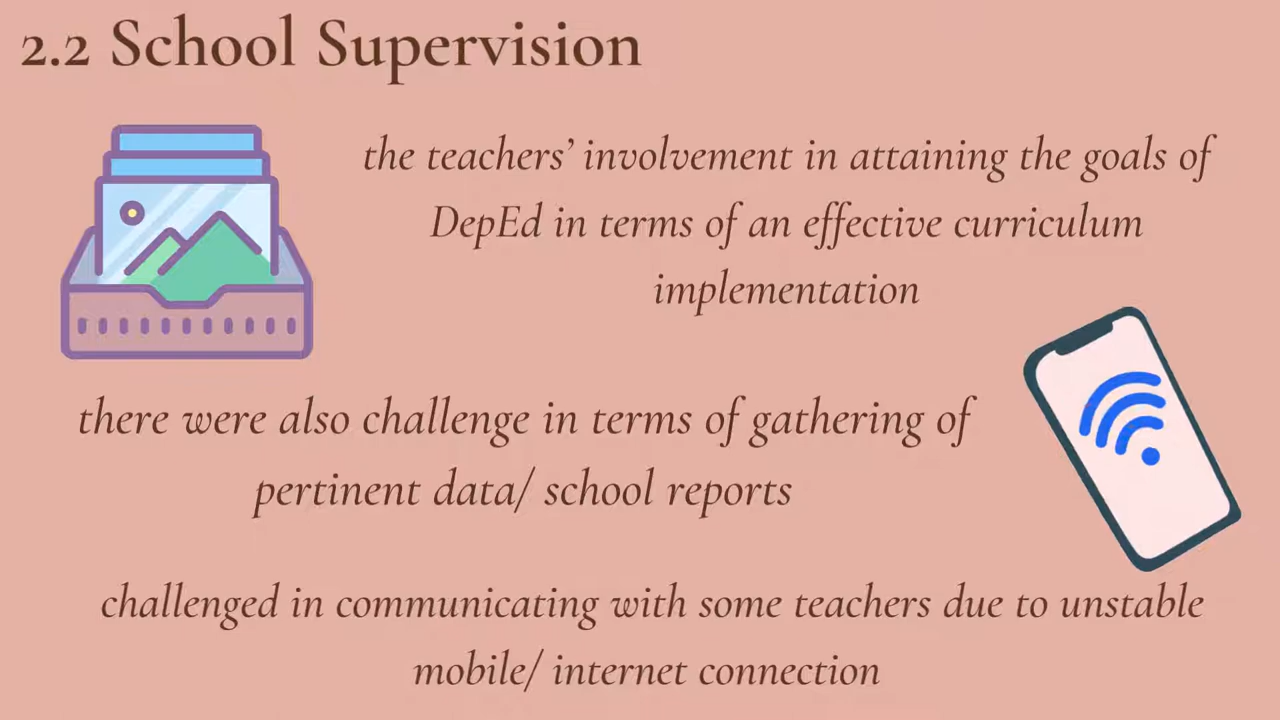 2.2 School Supervision
the teachers’ involvement in attaining the goals of
DepEd in terms of an effective curriculum
implementation
there were also challenge in terms of gathering of
pertinent data/ school reports
challenged in communicating with some teachers due to unstable
mobile/ internet connection